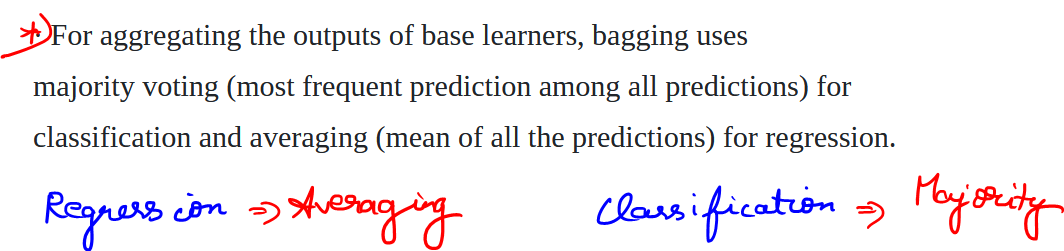 * For aggregating the outputs of base learners, bagging uses
majority voting (most frequent prediction among all predictions) for
classification and averaging (mean of all the predictions) for regression.
Regression => Averaging Classification => Majority